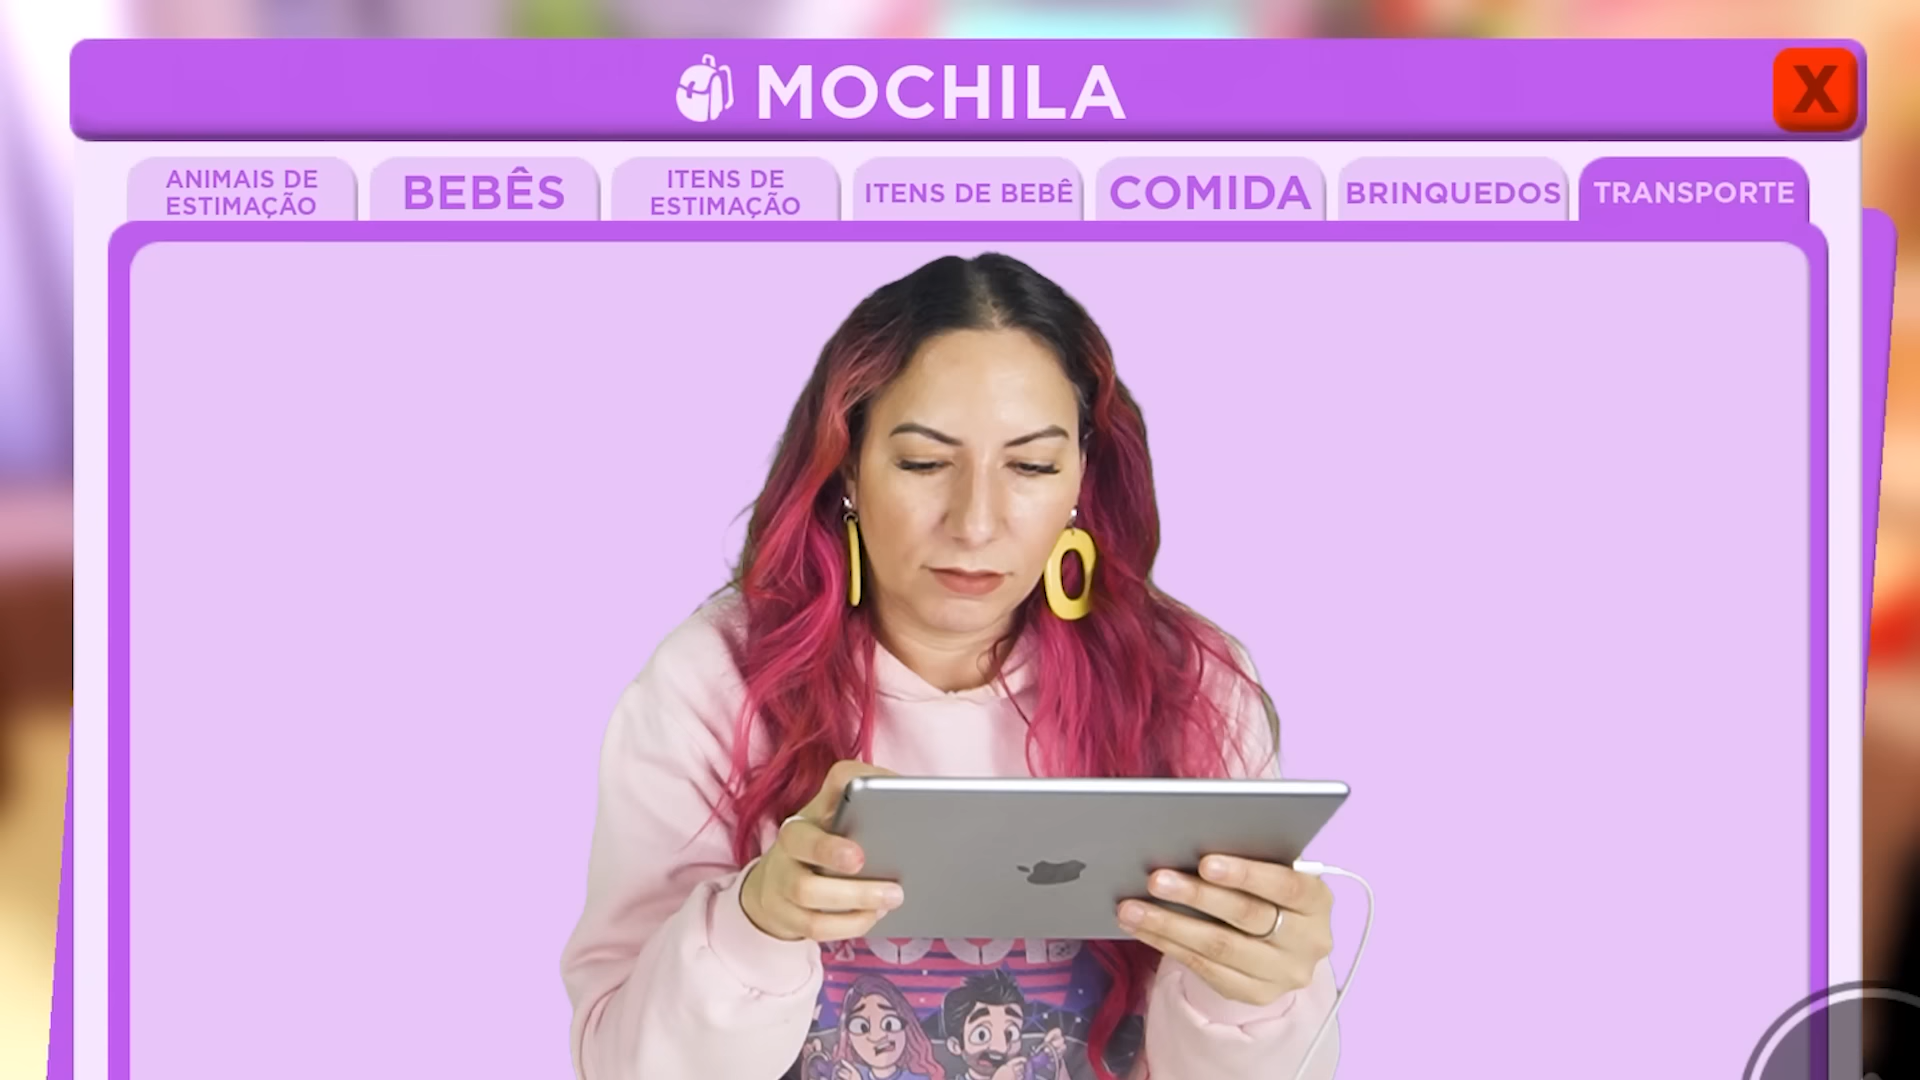 MOCHILA
X
ANIMAIS DE
ESTIMAÇÃO
BEBÊS
ITENS DE
ESTIMAÇÃO
ITENS DE BEBÊ
COMIDA
BRINQUEDOS
TRANSPORTE